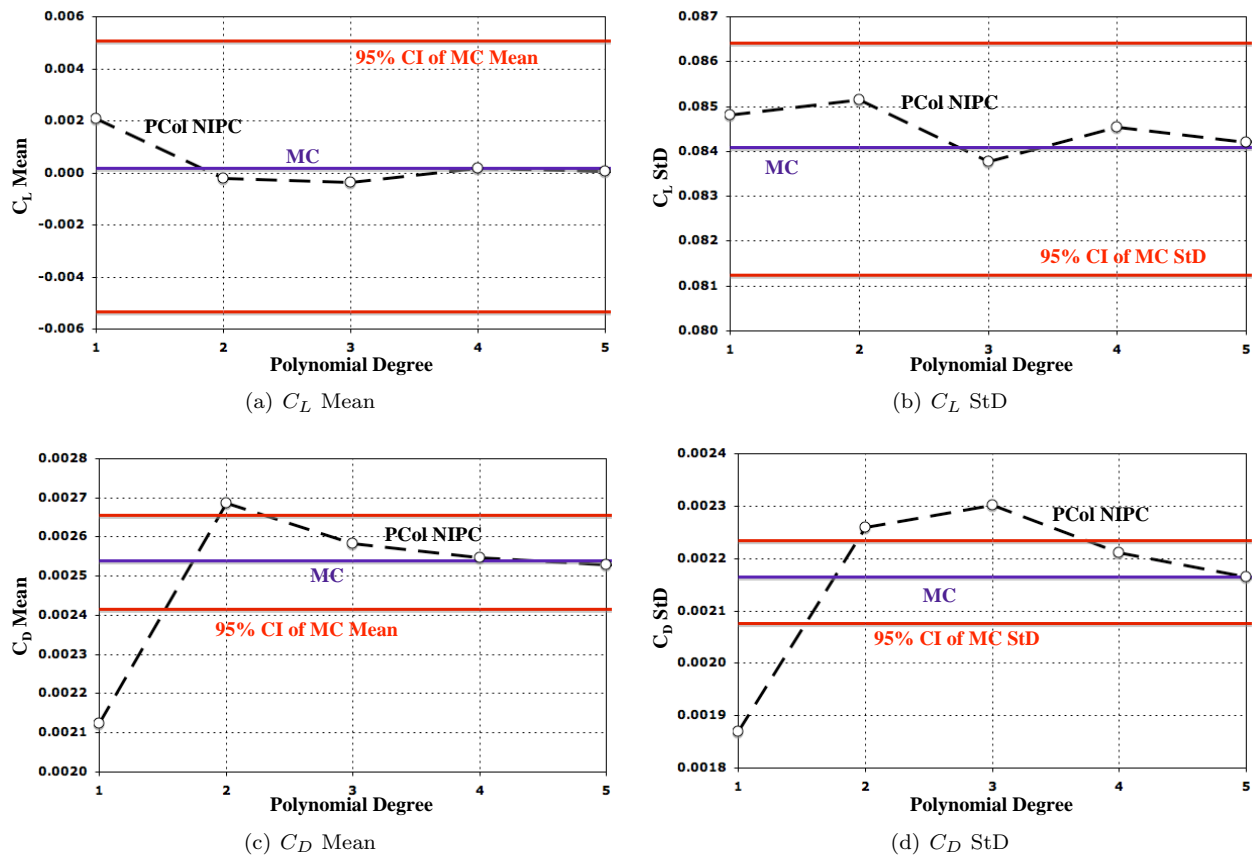 0.006
0.004
0.002
0.000
-0.002
-0.004
-0.006
C_L Mean
95% CI of MC Mean
PCol NIPC
MC
1 2 3 4 5
Polynomial Degree
(a) C_L Mean
0.087
0.086
0.085
0.084
0.083
0.082
0.081
0.080
C_L StD
PCol NIPC
MC
95% CI of MC StD
1 2 3 4 5
Polynomial Degree
(b) C_L StD
0.0028
0.0027
0.0026
0.0025
0.0024
0.0023
0.0022
0.0021
0.0020
C_D Mean
PCol NIPC
MC
95% CI of MC Mean
1 2 3 4 5
Polynomial Degree
(c) C_D Mean
0.0024
0.0023
0.0022
0.0021
0.0020
0.0019
0.0018
C_D StD
PCol NIPC
MC
95% CI of MC StD
1 2 3 4 5
Polynomial Degree
(d) C_D StD